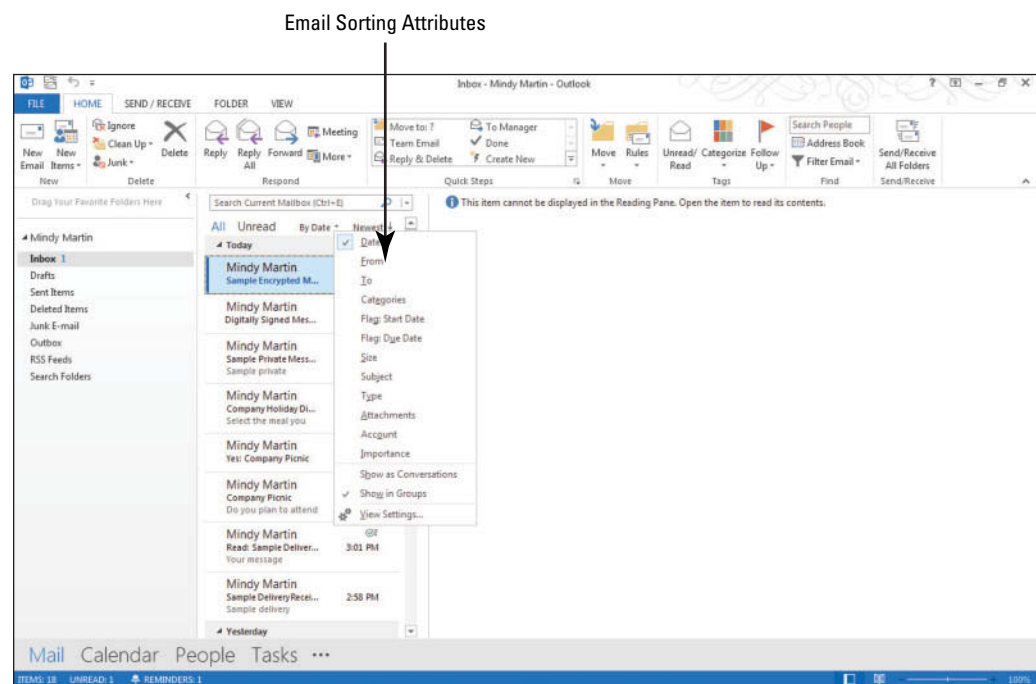 Email Sorting Attributes
Inbox - Mindy Martin - Outlook
FILE HOME SEND / RECEIVE FOLDER VIEW
New Email
New Items
Ignore
Clean Up
Junk
Delete
Reply
Reply All
Forward
Meeting
More
Move to: ?
Team Email
Reply & Delete
To Manager
Done
Create New
Move
Rules
Unread/ Read
Categorize
Follow Up
Search People
Address Book
Filter Email
Send/Receive All Folders
New Delete Respond Quick Steps Move Tags Find Send/Receive
Drag Your Favorite Folders Here
Mindy Martin
Inbox 1
Drafts
Sent Items
Deleted Items
Junk E-mail
Outbox
RSS Feeds
Search Folders
Search Current Mailbox (Ctrl+E)
All Unread By Date Newest
Today
Mindy Martin
Sample Encrypted M...
Mindy Martin
Digitally Signed Mes...
Mindy Martin
Sample Private Mess...
Sample private
Mindy Martin
Company Holiday Di...
Select the meal you
Mindy Martin
Yes: Company Picnic
Mindy Martin
Company Picnic
Do you plan to attend
Mindy Martin
Read: Sample Deliver... 3:01 PM
Your message
Mindy Martin
Sample Delivery Recei... 2:58 PM
Sample delivery
Yesterday
Date
From
To
Categories
Flag: Start Date
Flag: Due Date
Size
Subject
Type
Attachments
Account
Importance
Show as Conversations
Show in Groups
View Settings...
This item cannot be displayed in the Reading Pane. Open the item to read its contents.
Mail Calendar People Tasks ...
ITEMS: 18 UNREAD: 1 REMINDERS: 1 100%